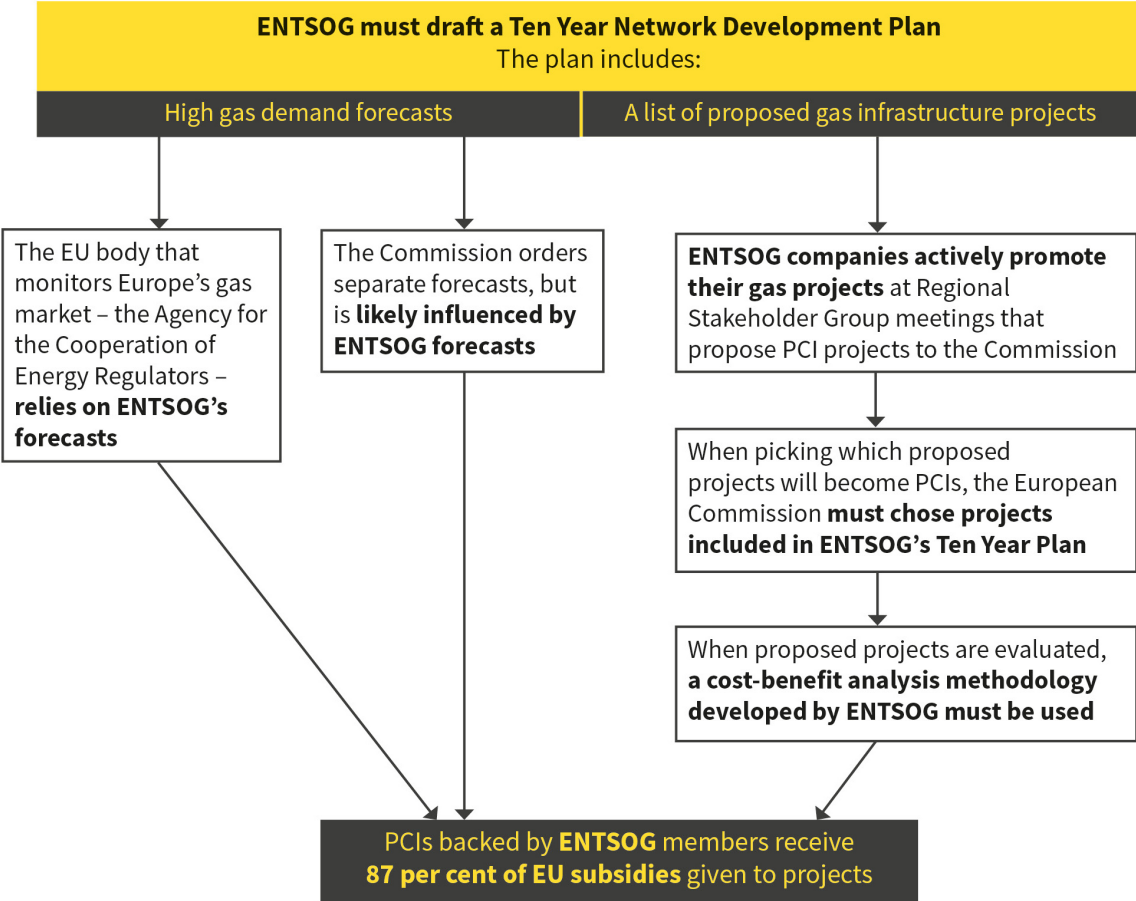 ENTSOG must draft a Ten Year Network Development Plan
The plan includes:
High gas demand forecasts
A list of proposed gas infrastructure projects
The EU body that
monitors Europe’s gas
market – the Agency for
the Cooperation of
Energy Regulators –
relies on ENTSOG’s
forecasts
The Commission orders
separate forecasts, but
is likely influenced by
ENTSOG forecasts
ENTSOG companies actively promote
their gas projects at Regional
Stakeholder Group meetings that
propose PCI projects to the Commission
When picking which proposed
projects will become PCIs, the European
Commission must chose projects
included in ENTSOG’s Ten Year Plan
When proposed projects are evaluated,
a cost-benefit analysis methodology
developed by ENTSOG must be used
PCIs backed by ENTSOG members receive
87 per cent of EU subsidies given to projects